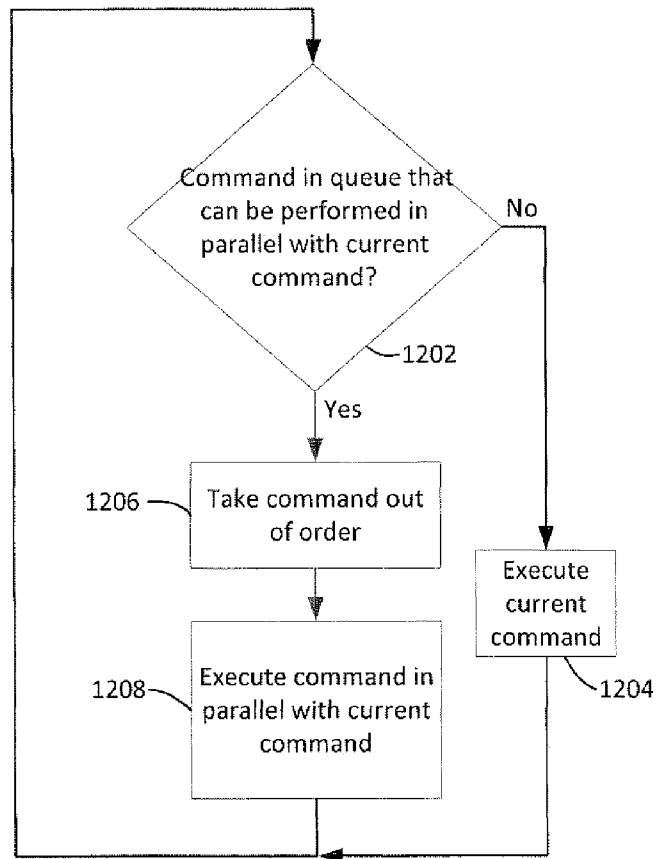 Command in queue that
can be performed in
parallel with current
command?
No
1202
Yes
1206
Take command out
of order
Execute
current
command
1204
1208
Execute command in
parallel with current
command